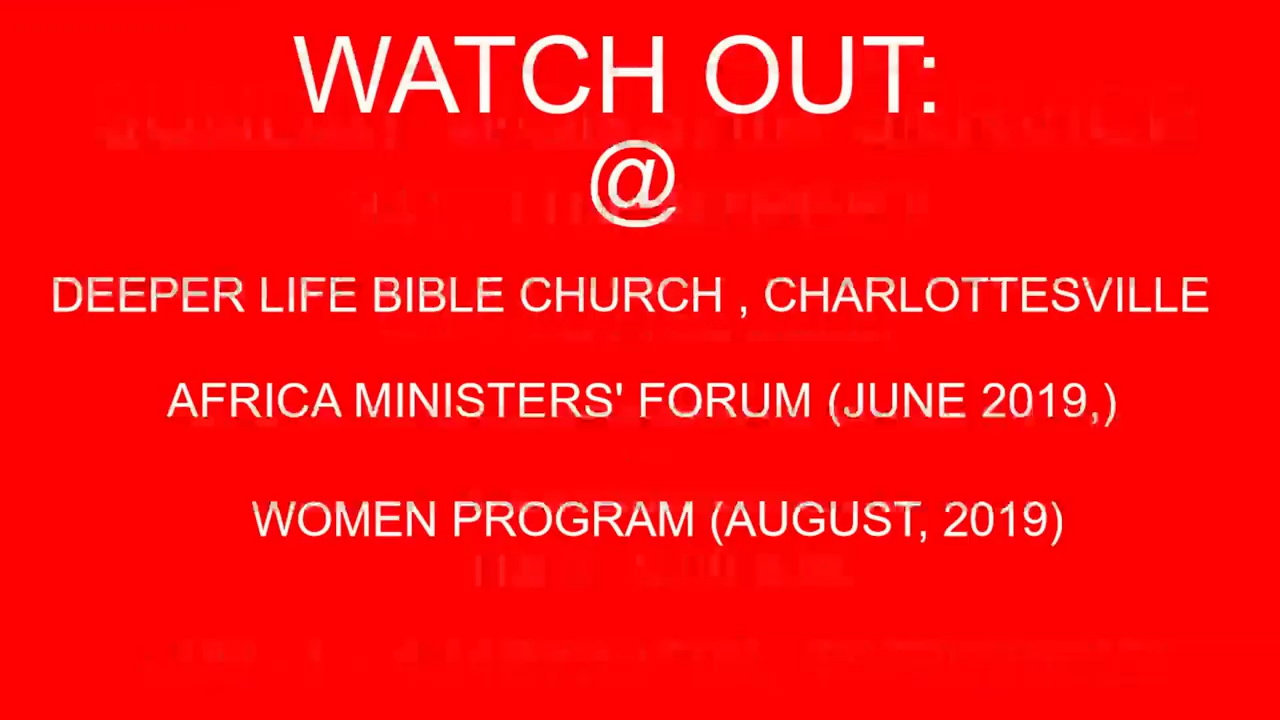 WATCH OUT:
@
DEEPER LIFE BIBLE CHURCH , CHARLOTTESVILLE
AFRICA MINISTERS' FORUM (JUNE 2019,)
WOMEN PROGRAM (AUGUST, 2019)